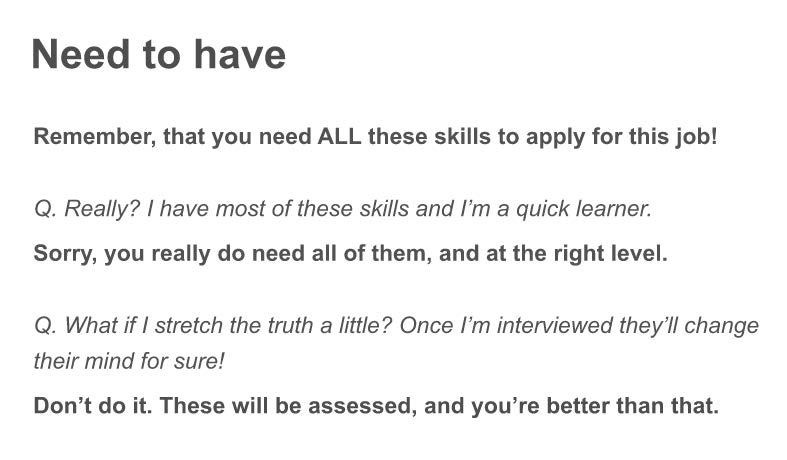 Need to have
Remember, that you need ALL these skills to apply for this job!
Q. Really? I have most of these skills and I’m a quick learner.
Sorry, you really do need all of them, and at the right level.
Q. What if I stretch the truth a little? Once I’m interviewed they’ll change
their mind for sure!
Don’t do it. These will be assessed, and you’re better than that.